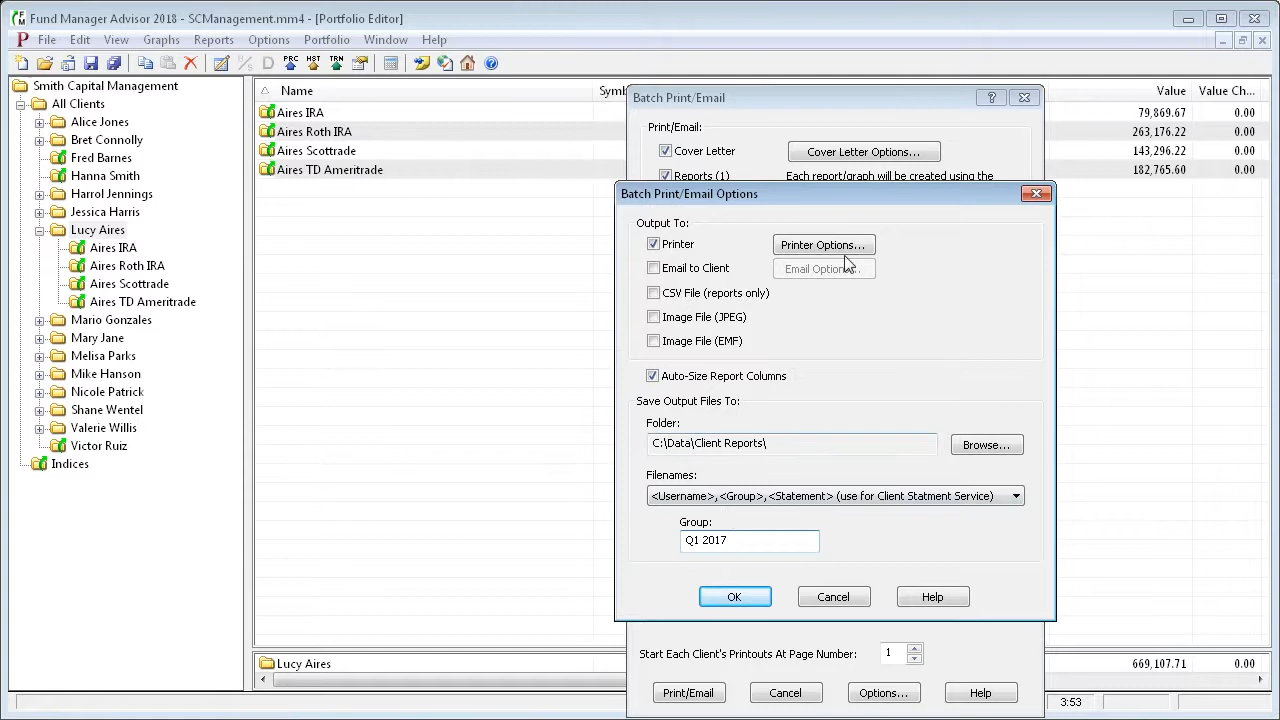 Fund Manager Advisor 2018 - SCManagement.mm4 - [Portfolio Editor]
File Edit View Graphs Reports Options Portfolio Window Help
PRC HST TRN
Smith Capital Management
All Clients
Alice Jones
Bret Connolly
Fred Barnes
Hanna Smith
Harrol Jennings
Jessica Harris
Lucy Aires
Aires IRA
Aires Roth IRA
Aires Scottrade
Aires TD Ameritrade
Mario Gonzales
Mary Jane
Melisa Parks
Mike Hanson
Nicole Patrick
Shane Wentel
Valerie Willis
Victor Ruiz
Indices
Name Value Value Ch...
Aires IRA 79,869.67 0.00
Aires Roth IRA 263,176.22 0.00
Aires Scottrade 143,296.22 0.00
Aires TD Ameritrade 182,765.60 0.00
Lucy Aires 669,107.71 0.00
Batch Print/Email
Print/Email:
Cover Letter Cover Letter Options...
Reports (1) Each report/graph will be created using the
Batch Print/Email Options
Output To:
Printer Printer Options...
Email to Client
CSV File (reports only)
Image File (JPEG)
Image File (EMF)
Auto-Size Report Columns
Save Output Files To:
Folder:
C:\Data\Client Reports\ Browse...
Filenames:
<Username>,<Group>,<Statement> (use for Client Statment Service)
Group:
Q1 2017
OK Cancel Help
Start Each Client's Printouts At Page Number: 1
Print/Email Cancel Options... Help
3:53